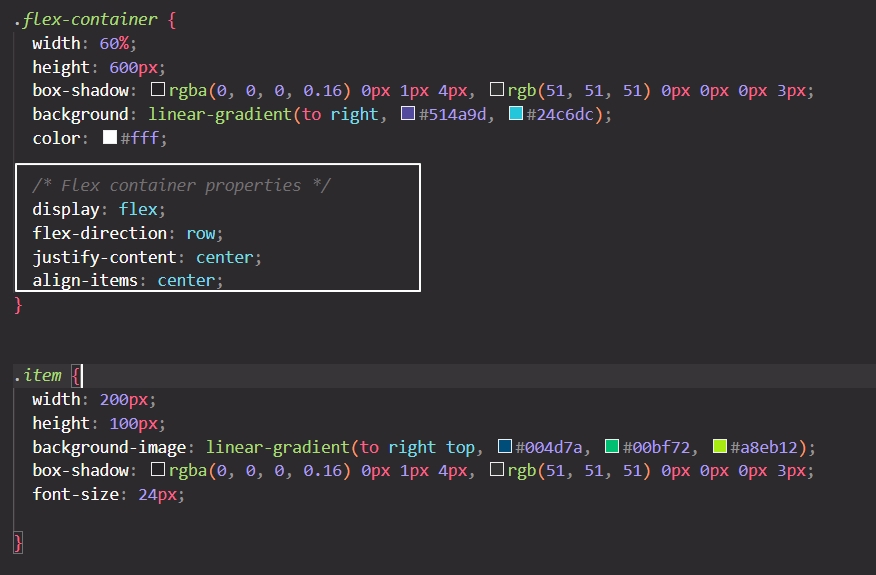 .flex-container {
width: 60%;
height: 600px;
box-shadow: rgba(0, 0, 0, 0.16) 0px 1px 4px, rgb(51, 51, 51) 0px 0px 0px 3px;
background: linear-gradient(to right, #514a9d, #24c6dc);
color: #fff;
/* Flex container properties */
display: flex;
flex-direction: row;
justify-content: center;
align-items: center;
}
.item {
width: 200px;
height: 100px;
background-image: linear-gradient(to right top, #004d7a, #00bf72, #a8eb12);
box-shadow: rgba(0, 0, 0, 0.16) 0px 1px 4px, rgb(51, 51, 51) 0px 0px 0px 3px;
font-size: 24px;
}